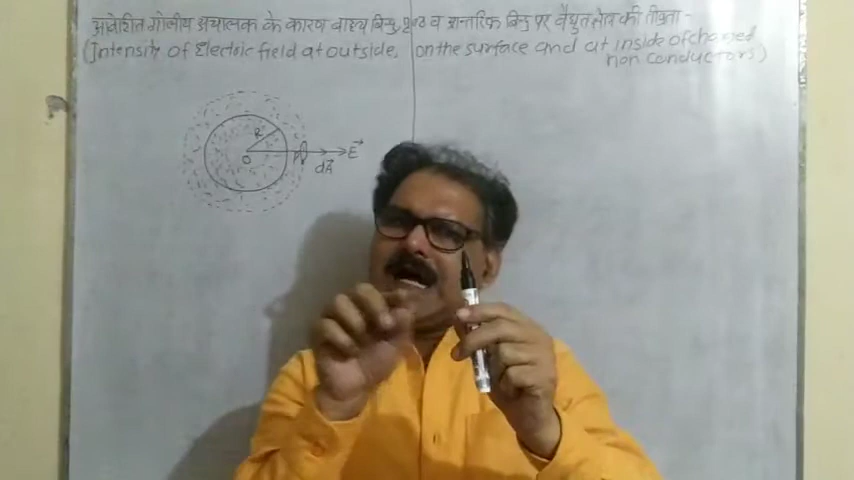 आवेशित गोलीय अचालक के कारण बाह्य बिन्दु, पृष्ठ व आन्तरिक बिन्दु पर वैद्युत क्षेत्र की तीव्रता -
(Intensity of Electric field at outside, on the surface and at inside of charged
non conductors)
R
O
P
E
dA